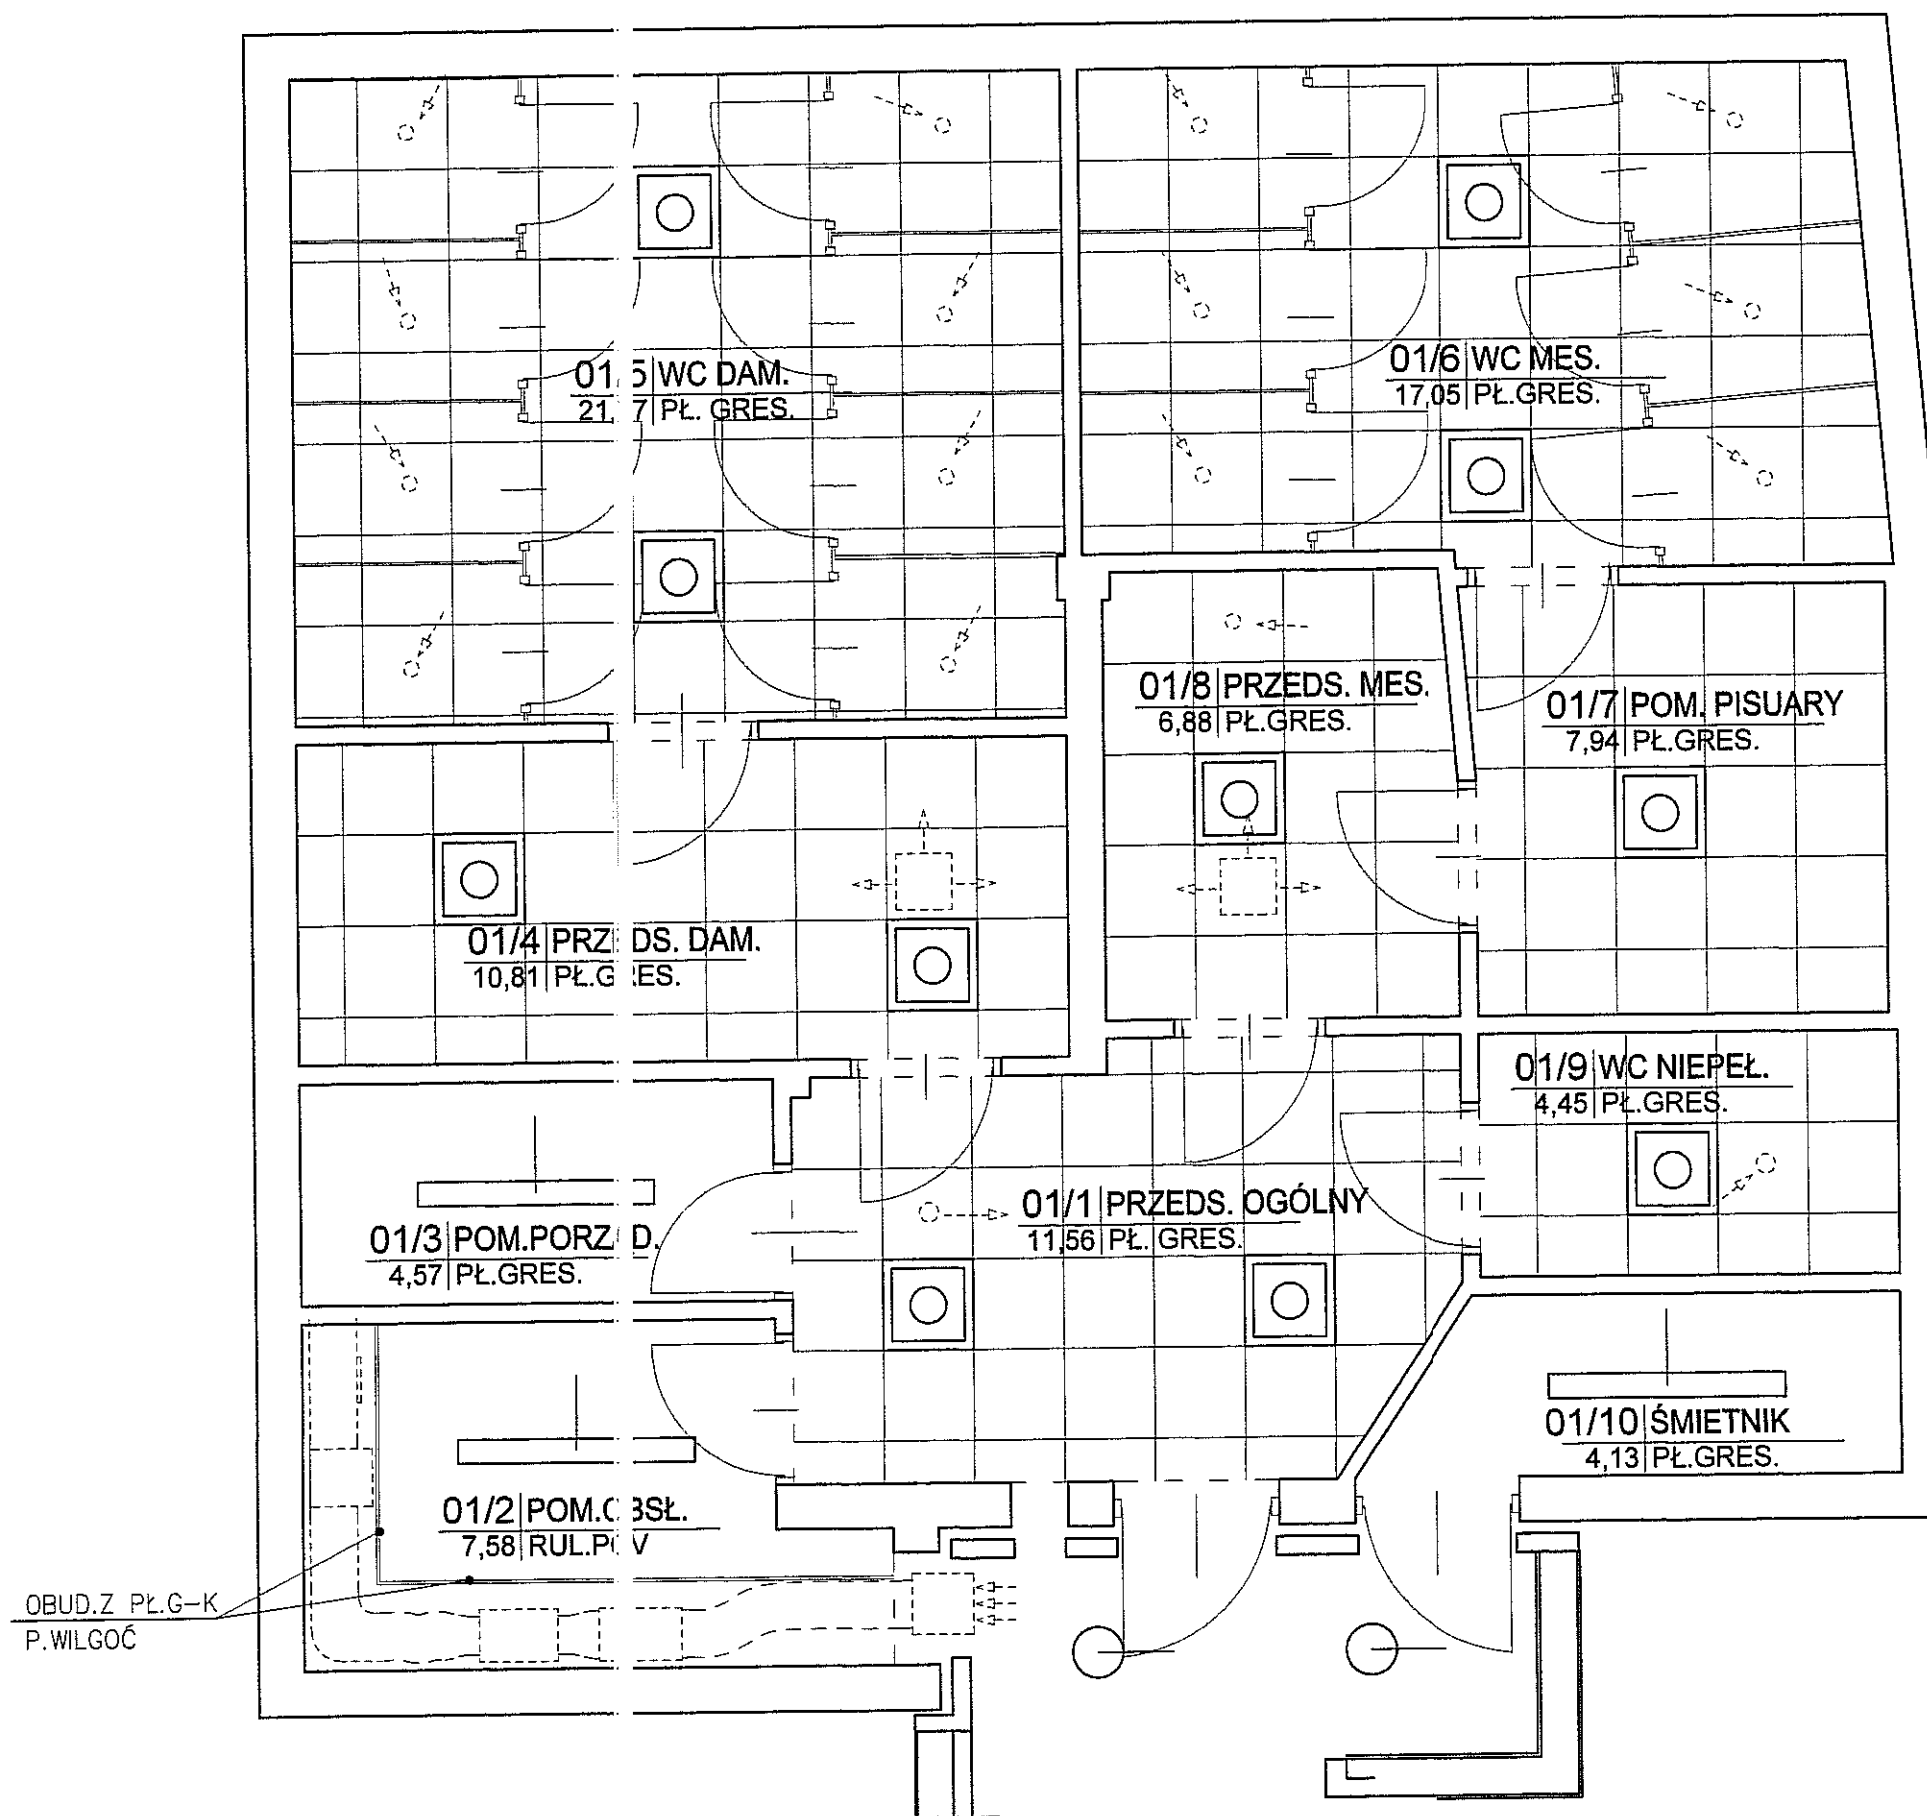 01/5 WC DAM.
PŁ. GRES.
01/6 WC MES.
17,05 PŁ.GRES.
01/8 PRZEDS. MES.
6,88 PŁ.GRES.
01/7 POM. PISUARY
7,94 PŁ.GRES.
01/4 PRZEDS. DAM.
10,81 PŁ.GRES.
01/9 WC NIEPEŁ.
4,45 PŁ.GRES.
01/1 PRZEDS. OGÓLNY
11,56 PŁ. GRES.
01/3 POM.PORZĄD.
4,57 PŁ.GRES.
01/10 ŚMIETNIK
4,13 PŁ.GRES.
01/2 POM.OBSŁ.
7,58
OBUD.Z PŁ.G-K
P.WILGOĆ